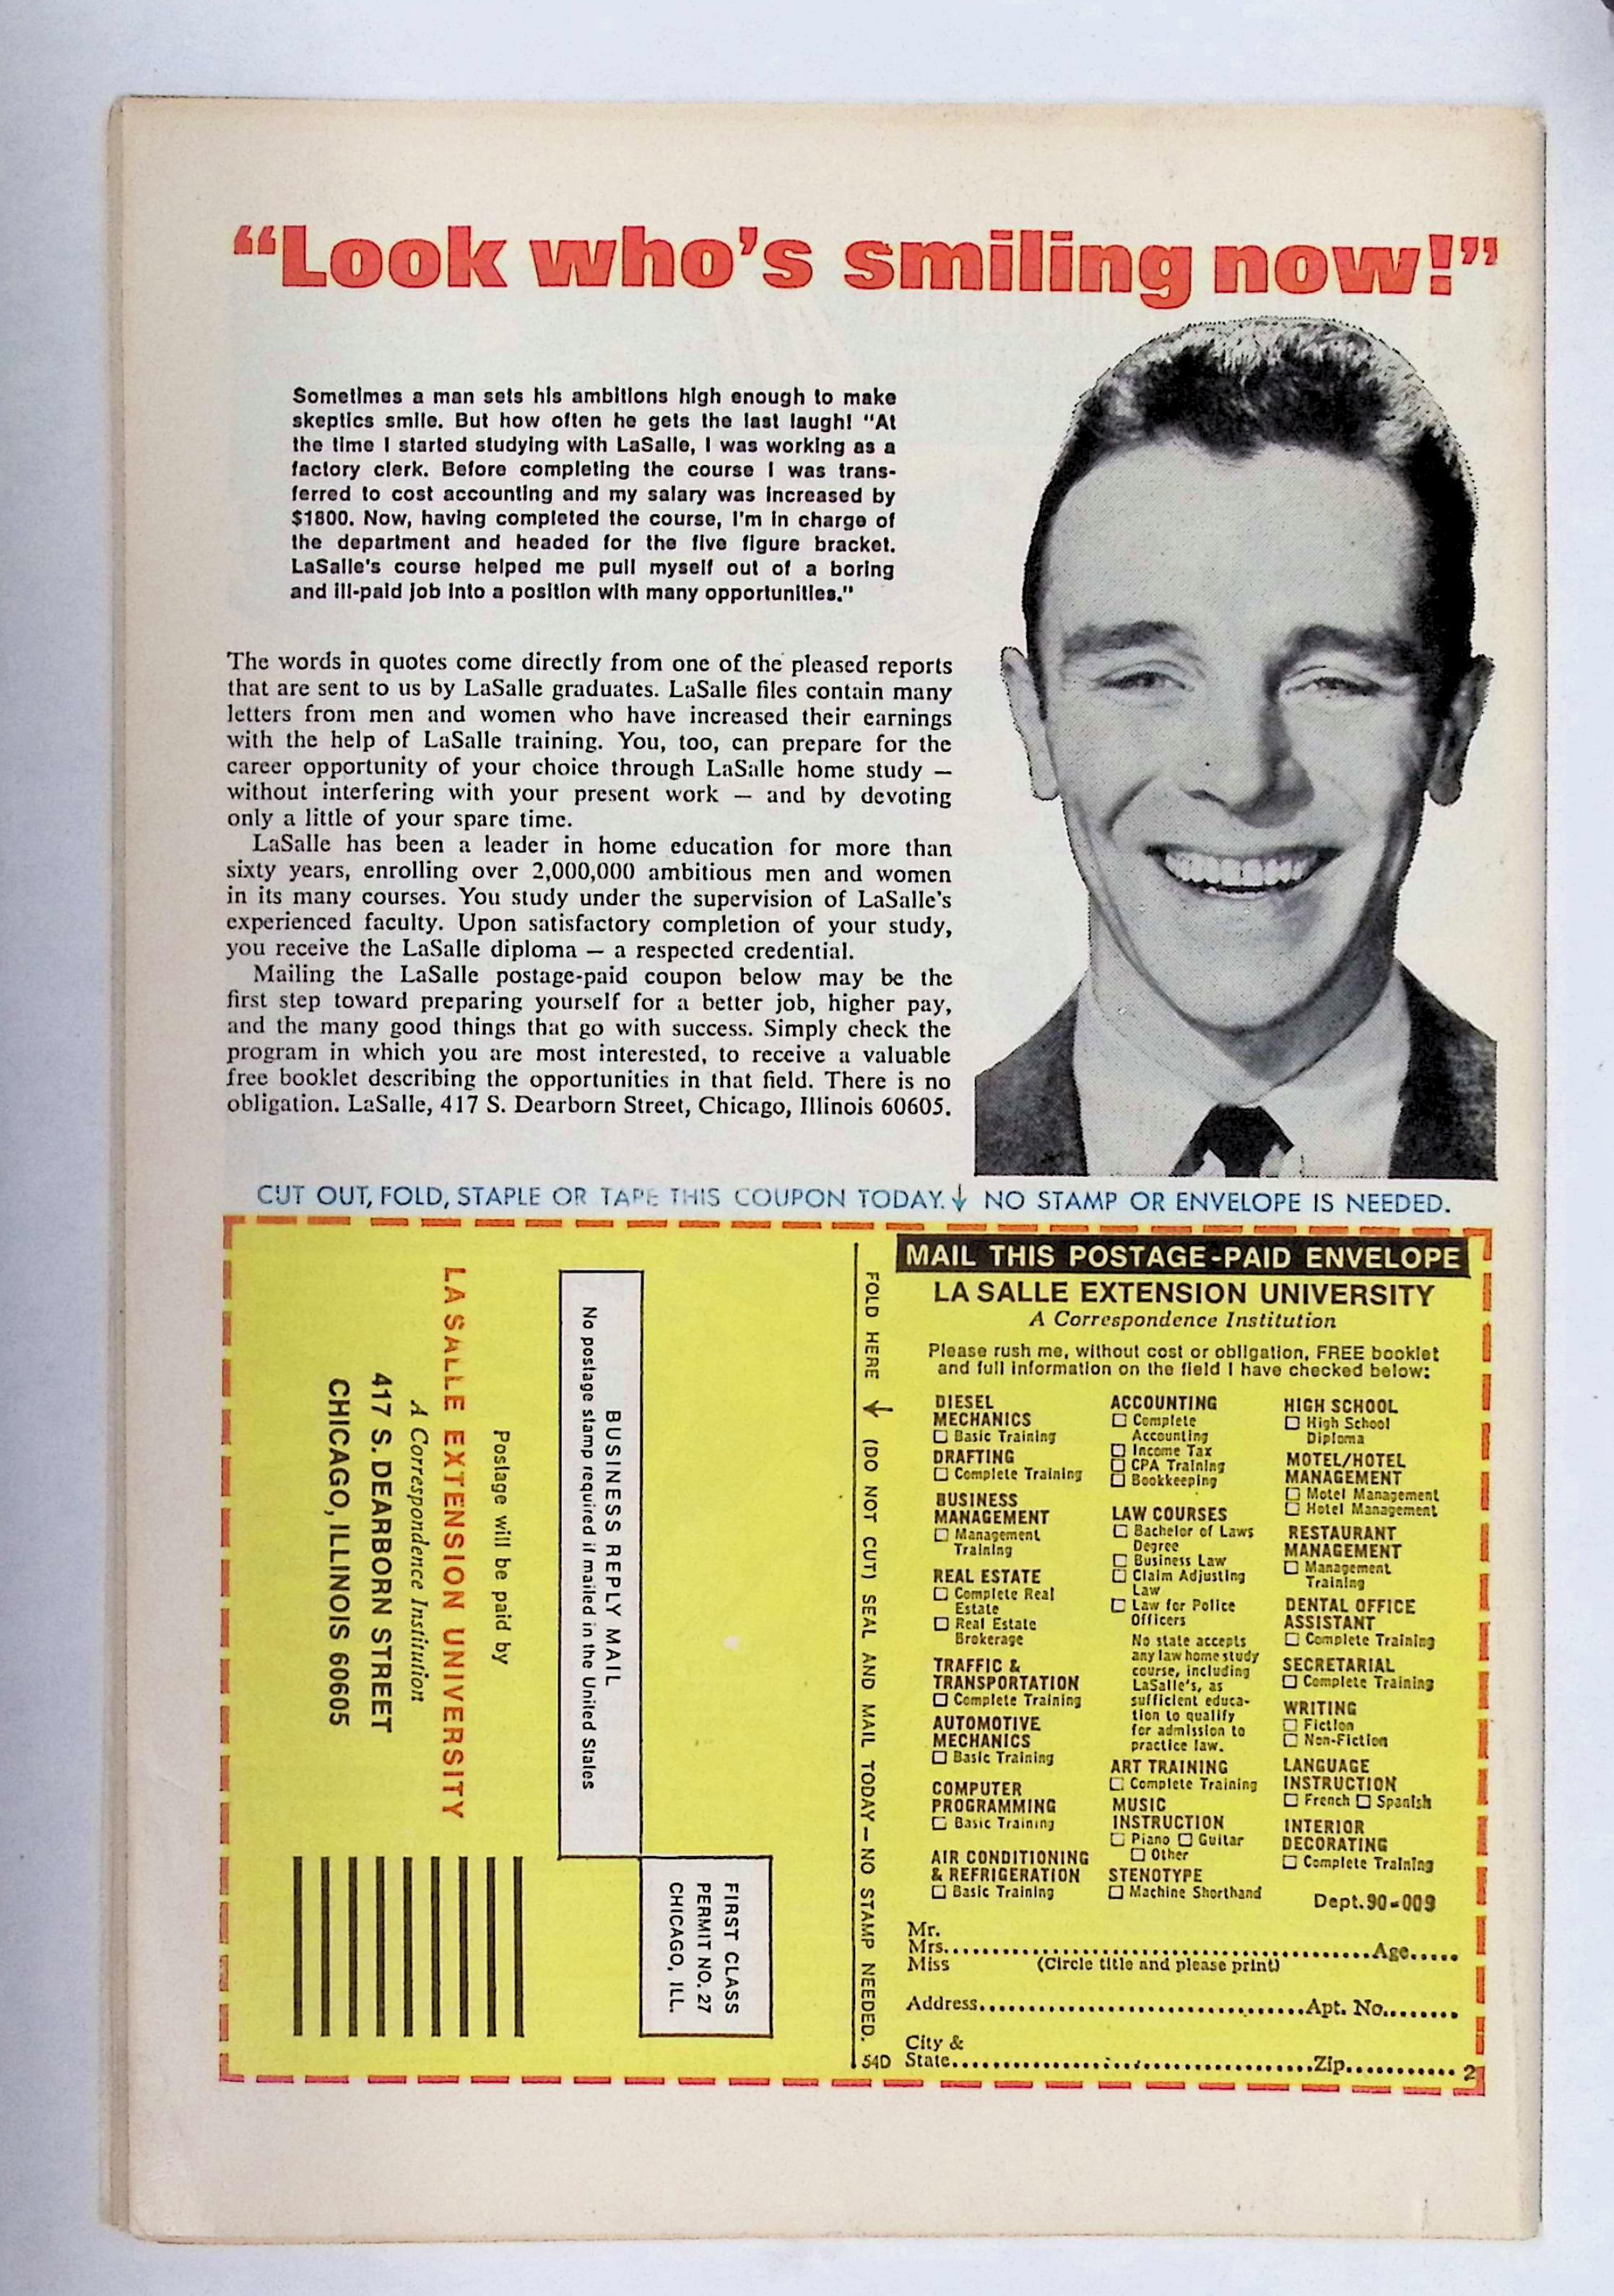 “Look who’s smiling now!”
Sometimes a man sets his ambitions high enough to make
skeptics smile. But how often he gets the last laugh! "At
the time I started studying with LaSalle, I was working as a
factory clerk. Before completing the course I was trans-
ferred to cost accounting and my salary was increased by
$1800. Now, having completed the course, I'm in charge of
the department and headed for the five figure bracket.
LaSalle's course helped me pull myself out of a boring
and ill-paid job into a position with many opportunities."
The words in quotes come directly from one of the pleased reports
that are sent to us by LaSalle graduates. LaSalle files contain many
letters from men and women who have increased their earnings
with the help of LaSalle training. You, too, can prepare for the
career opportunity of your choice through LaSalle home study —
without interfering with your present work — and by devoting
only a little of your spare time.
LaSalle has been a leader in home education for more than
sixty years, enrolling over 2,000,000 ambitious men and women
in its many courses. You study under the supervision of LaSalle's
experienced faculty. Upon satisfactory completion of your study,
you receive the LaSalle diploma — a respected credential.
Mailing the LaSalle postage-paid coupon below may be the
first step toward preparing yourself for a better job, higher pay,
and the many good things that go with success. Simply check the
program in which you are most interested, to receive a valuable
free booklet describing the opportunities in that field. There is no
obligation. LaSalle, 417 S. Dearborn Street, Chicago, Illinois 60605.
CUT OUT, FOLD, STAPLE OR TAPE THIS COUPON TODAY.↓ NO STAMP OR ENVELOPE IS NEEDED.
FIRST CLASS
PERMIT NO. 27
CHICAGO, ILL.
BUSINESS REPLY MAIL
No postage stamp required if mailed in the United States
Postage will be paid by
LA SALLE EXTENSION UNIVERSITY
A Correspondence Institution
417 S. DEARBORN STREET
CHICAGO, ILLINOIS 60605
FOLD HERE ↓ (DO NOT CUT) SEAL AND MAIL TODAY — NO STAMP NEEDED.
54D
MAIL THIS POSTAGE-PAID ENVELOPE
LA SALLE EXTENSION UNIVERSITY
A Correspondence Institution
Please rush me, without cost or obligation, FREE booklet
and full information on the field I have checked below:
DIESEL
MECHANICS
☐ Basic Training
DRAFTING
☐ Complete Training
BUSINESS
MANAGEMENT
☐ Management
Training
REAL ESTATE
☐ Complete Real
Estate
☐ Real Estate
Brokerage
TRAFFIC &
TRANSPORTATION
☐ Complete Training
AUTOMOTIVE
MECHANICS
☐ Basic Training
COMPUTER
PROGRAMMING
☐ Basic Training
AIR CONDITIONING
& REFRIGERATION
☐ Basic Training
ACCOUNTING
☐ Complete
Accounting
☐ Income Tax
☐ CPA Training
☐ Bookkeeping
LAW COURSES
☐ Bachelor of Laws
Degree
☐ Business Law
☐ Claim Adjusting
Law
☐ Law for Police
Officers
No state accepts
any law home study
course, including
LaSalle's, as
sufficient educa-
tion to qualify
for admission to
practice law.
ART TRAINING
☐ Complete Training
MUSIC
INSTRUCTION
☐ Piano ☐ Guitar
☐ Other
STENOTYPE
☐ Machine Shorthand
HIGH SCHOOL
☐ High School
Diploma
MOTEL/HOTEL
MANAGEMENT
☐ Motel Management
☐ Hotel Management
RESTAURANT
MANAGEMENT
☐ Management
Training
DENTAL OFFICE
ASSISTANT
☐ Complete Training
SECRETARIAL
☐ Complete Training
WRITING
☐ Fiction
☐ Non-Fiction
LANGUAGE
INSTRUCTION
☐ French ☐ Spanish
INTERIOR
DECORATING
☐ Complete Training
Dept. 90-009
Mr.
Mrs. Age
Miss (Circle title and please print)
Address Apt. No.
City &
State Zip 2